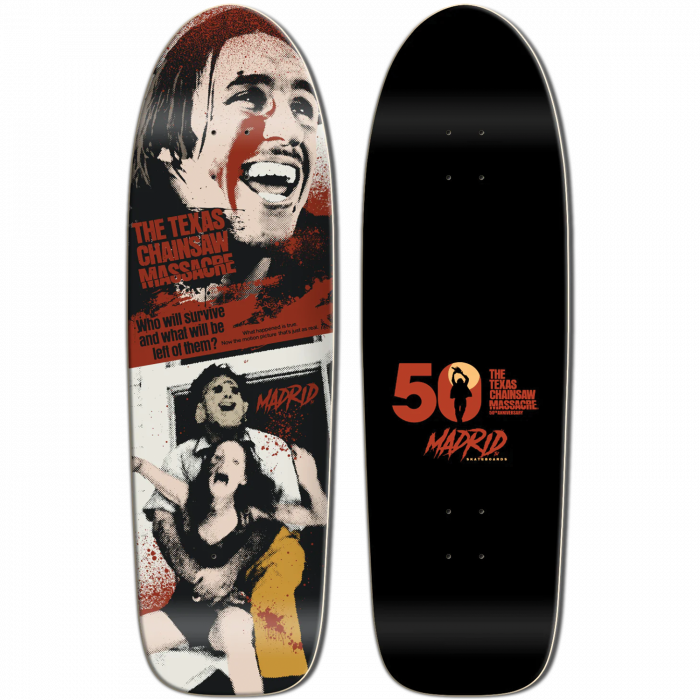 THE TEXAS
CHAINSAW
MASSACRE
Who will survive
and what will be
left of them?
What happened is true.
Now the motion picture that's just as real.
MADRID
50
THE
TEXAS
CHAINSAW
MASSACRE
50TH ANNIVERSARY
MADRID
SKATEBOARDS